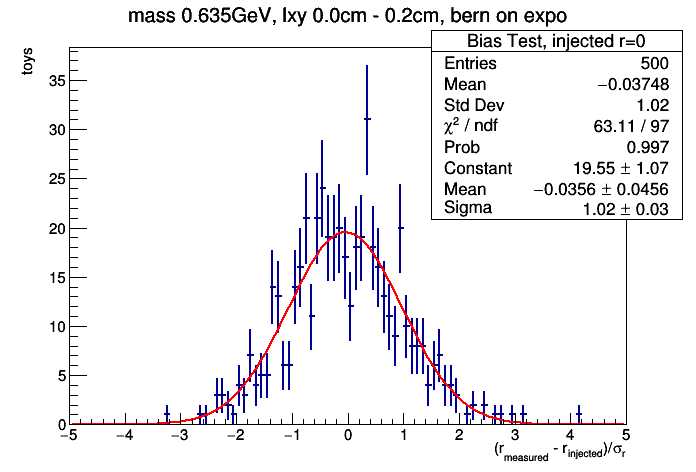 mass 0.635GeV, lxy 0.0cm - 0.2cm, bern on expo
toys
Bias Test, injected r=0
Entries 500
Mean −0.03748
Std Dev 1.02
χ² / ndf 63.11 / 97
Prob 0.997
Constant 19.55 ± 1.07
Mean −0.0356 ± 0.0456
Sigma 1.02 ± 0.03
35
30
25
20
15
10
5
0
−5 −4 −3 −2 −1 0 1 2 3 4 5
(r_measured - r_injected)/σ_r